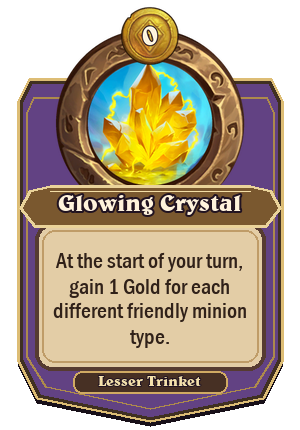 0
Glowing Crystal
At the start of your turn,
gain 1 Gold for each
different friendly minion
type.
Lesser Trinket